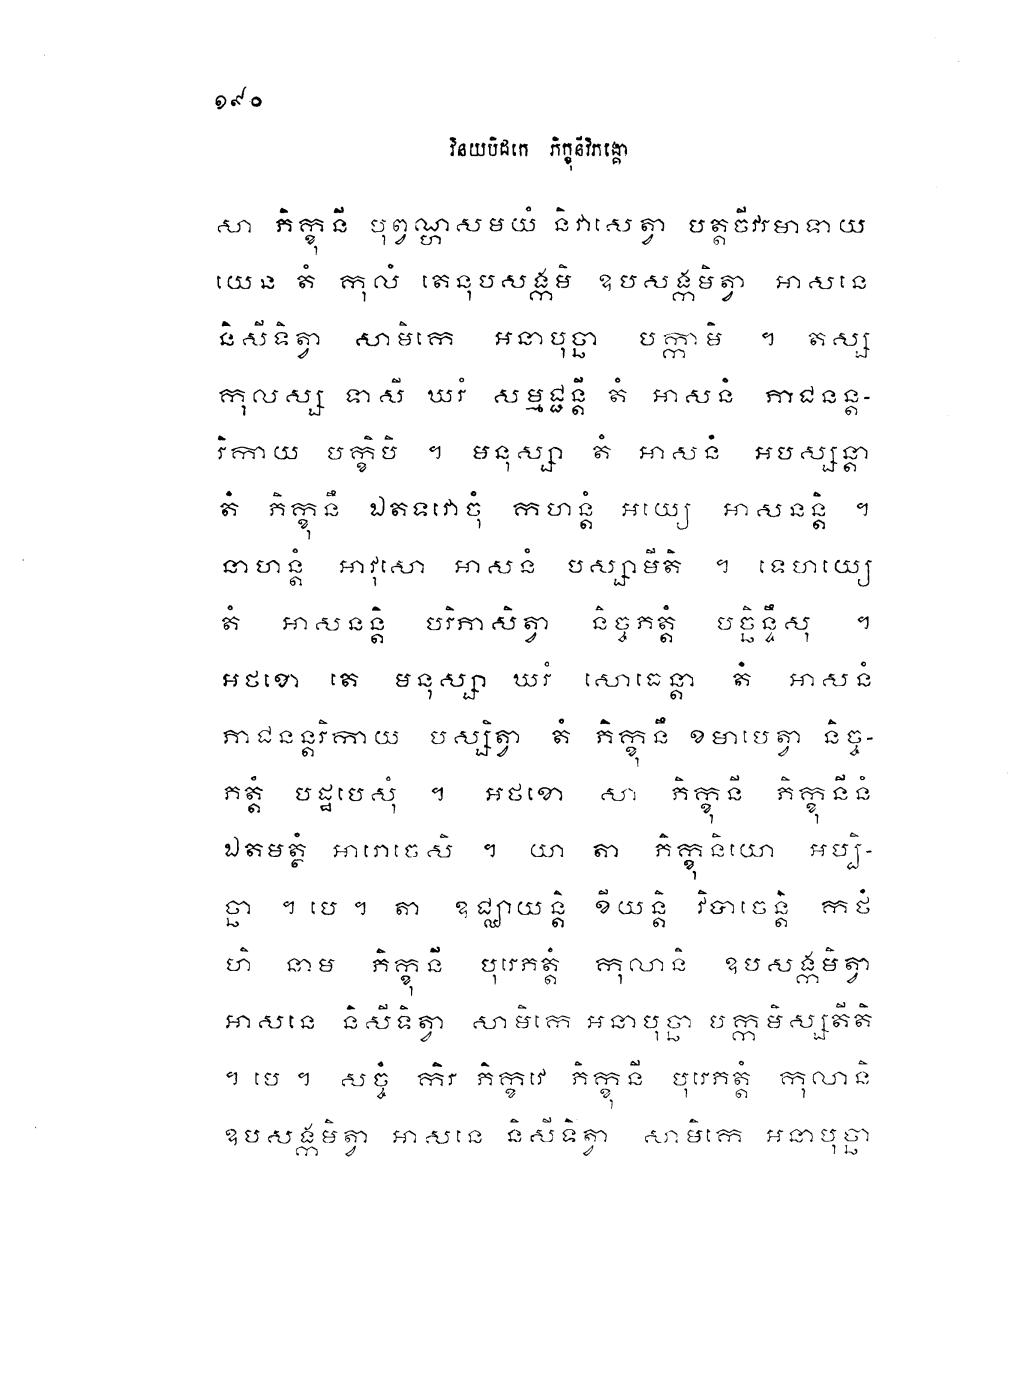 ១៩០
វិនយបិដកេ ភិក្ខុនីវិភង្គោ
សា ភិក្ខុនី បុព្វណ្ហសមយំ និវាសេត្វា បត្តចីវរមាទាយ
យេន តំ កុលំ តេនុបសង្កមិ ឧបសង្កមិត្វា អាសនេ
និសីទិត្វា សាមិកេ អនាបុច្ឆា បក្កាមិ ។ តស្ស
កុលស្ស ទាសី ឃរំ សម្មជ្ជន្តី តំ អាសនំ ភាជនន្ត-
រិកាយ បក្ខិបិ ។ មនុស្សា តំ អាសនំ អបស្សន្តា
តំ ភិក្ខុនឹ ឯតទវោចុំ កហន្តំ អយ្យេ អាសនន្តិ ។
នាហន្តំ អាវុសោ អាសនំ បស្សាមីតិ ។ ទេហយ្យេ
តំ អាសនន្តិ បរិភាសិត្វា និច្ចភត្តំ បច្ឆិន្ទឹសុ ។
អថខោ តេ មនុស្សា ឃរំ សោធេន្តា តំ អាសនំ
ភាជនន្តរិកាយ បស្សិត្វា តំ ភិក្ខុនឹ ខមាបេត្វា និច្ច-
ភត្តំ បដ្ឋបេសុំ ។ អថខោ សា ភិក្ខុនី ភិក្ខុនីនំ
ឯតមត្ថំ អារោចេសិ ។ យា តា ភិក្ខុនិយោ អប្បិ-
ច្ឆា ។ បេ ។ តា ឧជ្ឈាយន្តិ ខីយន្តិ វិបាចេន្តិ កថំ
ហិ នាម ភិក្ខុនី បុរេភត្តំ កុលានិ ឧបសង្កមិត្វា
អាសនេ និសីទិត្វា សាមិកេ អនាបុច្ឆា បក្កមិស្សតីតិ
។ បេ ។ សច្ចំ កិរ ភិក្ខវេ ភិក្ខុនី បុរេភត្តំ កុលានិ
ឧបសង្កមិត្វា អាសនេ និសីទិត្វា សាមិកេ អនាបុច្ឆា